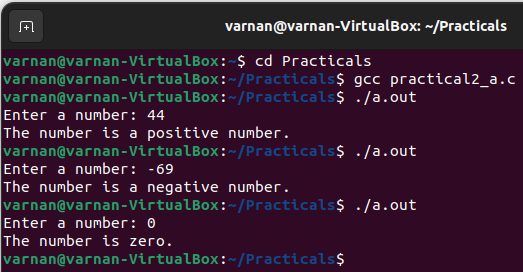 varnan@varnan-VirtualBox: ~/Practicals
varnan@varnan-VirtualBox:~$ cd Practicals
varnan@varnan-VirtualBox:~/Practicals$ gcc practical2_a.c
varnan@varnan-VirtualBox:~/Practicals$ ./a.out
Enter a number: 44
The number is a positive number.
varnan@varnan-VirtualBox:~/Practicals$ ./a.out
Enter a number: -69
The number is a negative number.
varnan@varnan-VirtualBox:~/Practicals$ ./a.out
Enter a number: 0
The number is zero.
varnan@varnan-VirtualBox:~/Practicals$